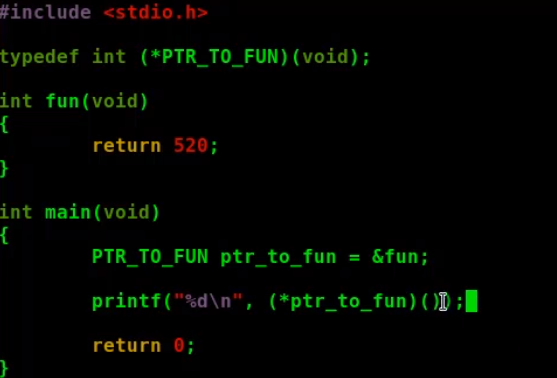 #include <stdio.h>
typedef int (*PTR_TO_FUN)(void);
int fun(void)
{
return 520;
}
int main(void)
{
PTR_TO_FUN ptr_to_fun = &fun;
printf("%d\n", (*ptr_to_fun)());
return 0;
}